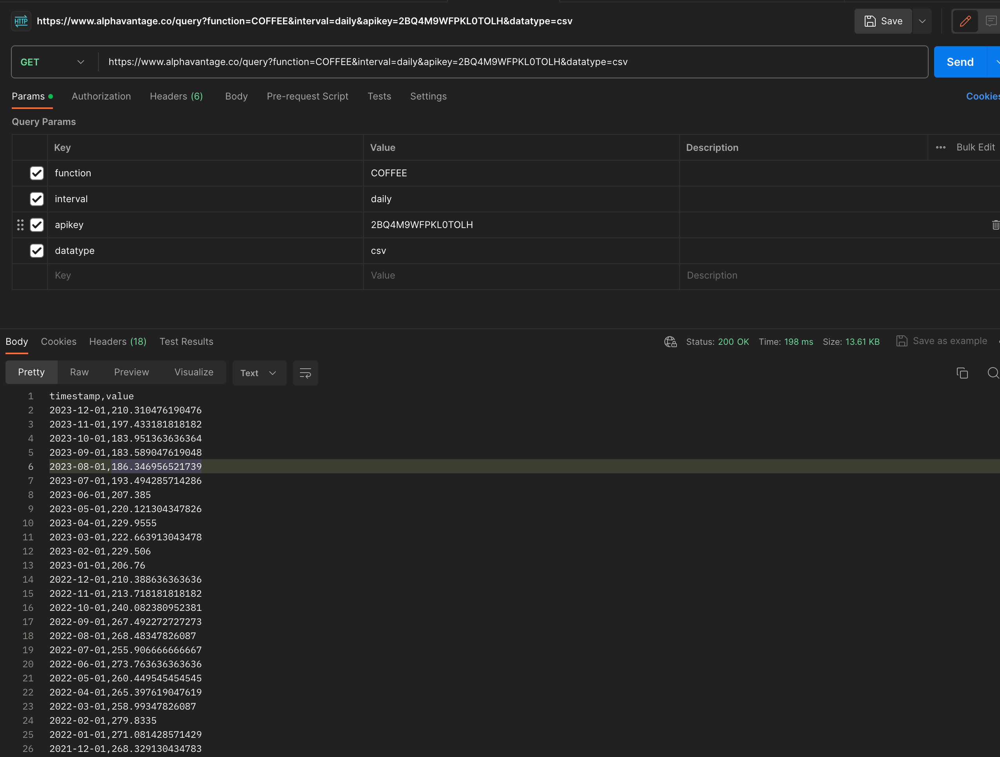 HTTP https://www.alphavantage.co/query?function=COFFEE&interval=daily&apikey=2BQ4M9WFPKL0TOLH&datatype=csv Save
GET https://www.alphavantage.co/query?function=COFFEE&interval=daily&apikey=2BQ4M9WFPKL0TOLH&datatype=csv Send
Params Authorization Headers (6) Body Pre-request Script Tests Settings Cookies
Query Params
Key Value Description Bulk Edit
function COFFEE
interval daily
apikey 2BQ4M9WFPKL0TOLH
datatype csv
Key Value Description
Body Cookies Headers (18) Test Results Status: 200 OK Time: 198 ms Size: 13.61 KB Save as example
Pretty Raw Preview Visualize Text
1 timestamp,value
2 2023-12-01,210.310476190476
3 2023-11-01,197.433181818182
4 2023-10-01,183.951363636364
5 2023-09-01,183.589047619048
6 2023-08-01,186.346956521739
7 2023-07-01,193.494285714286
8 2023-06-01,207.385
9 2023-05-01,220.121304347826
10 2023-04-01,229.9555
11 2023-03-01,222.663913043478
12 2023-02-01,229.506
13 2023-01-01,206.76
14 2022-12-01,210.388636363636
15 2022-11-01,213.718181818182
16 2022-10-01,240.082380952381
17 2022-09-01,267.492272727273
18 2022-08-01,268.48347826087
19 2022-07-01,255.906666666667
20 2022-06-01,273.763636363636
21 2022-05-01,260.449545454545
22 2022-04-01,265.397619047619
23 2022-03-01,258.99347826087
24 2022-02-01,279.8335
25 2022-01-01,271.081428571429
26 2021-12-01,268.329130434783